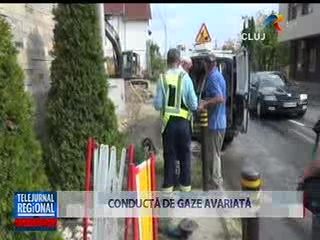 CLUJ
TELEJURNAL
REGIONAL
CONDUCTĂ DE GAZE AVARIATĂ